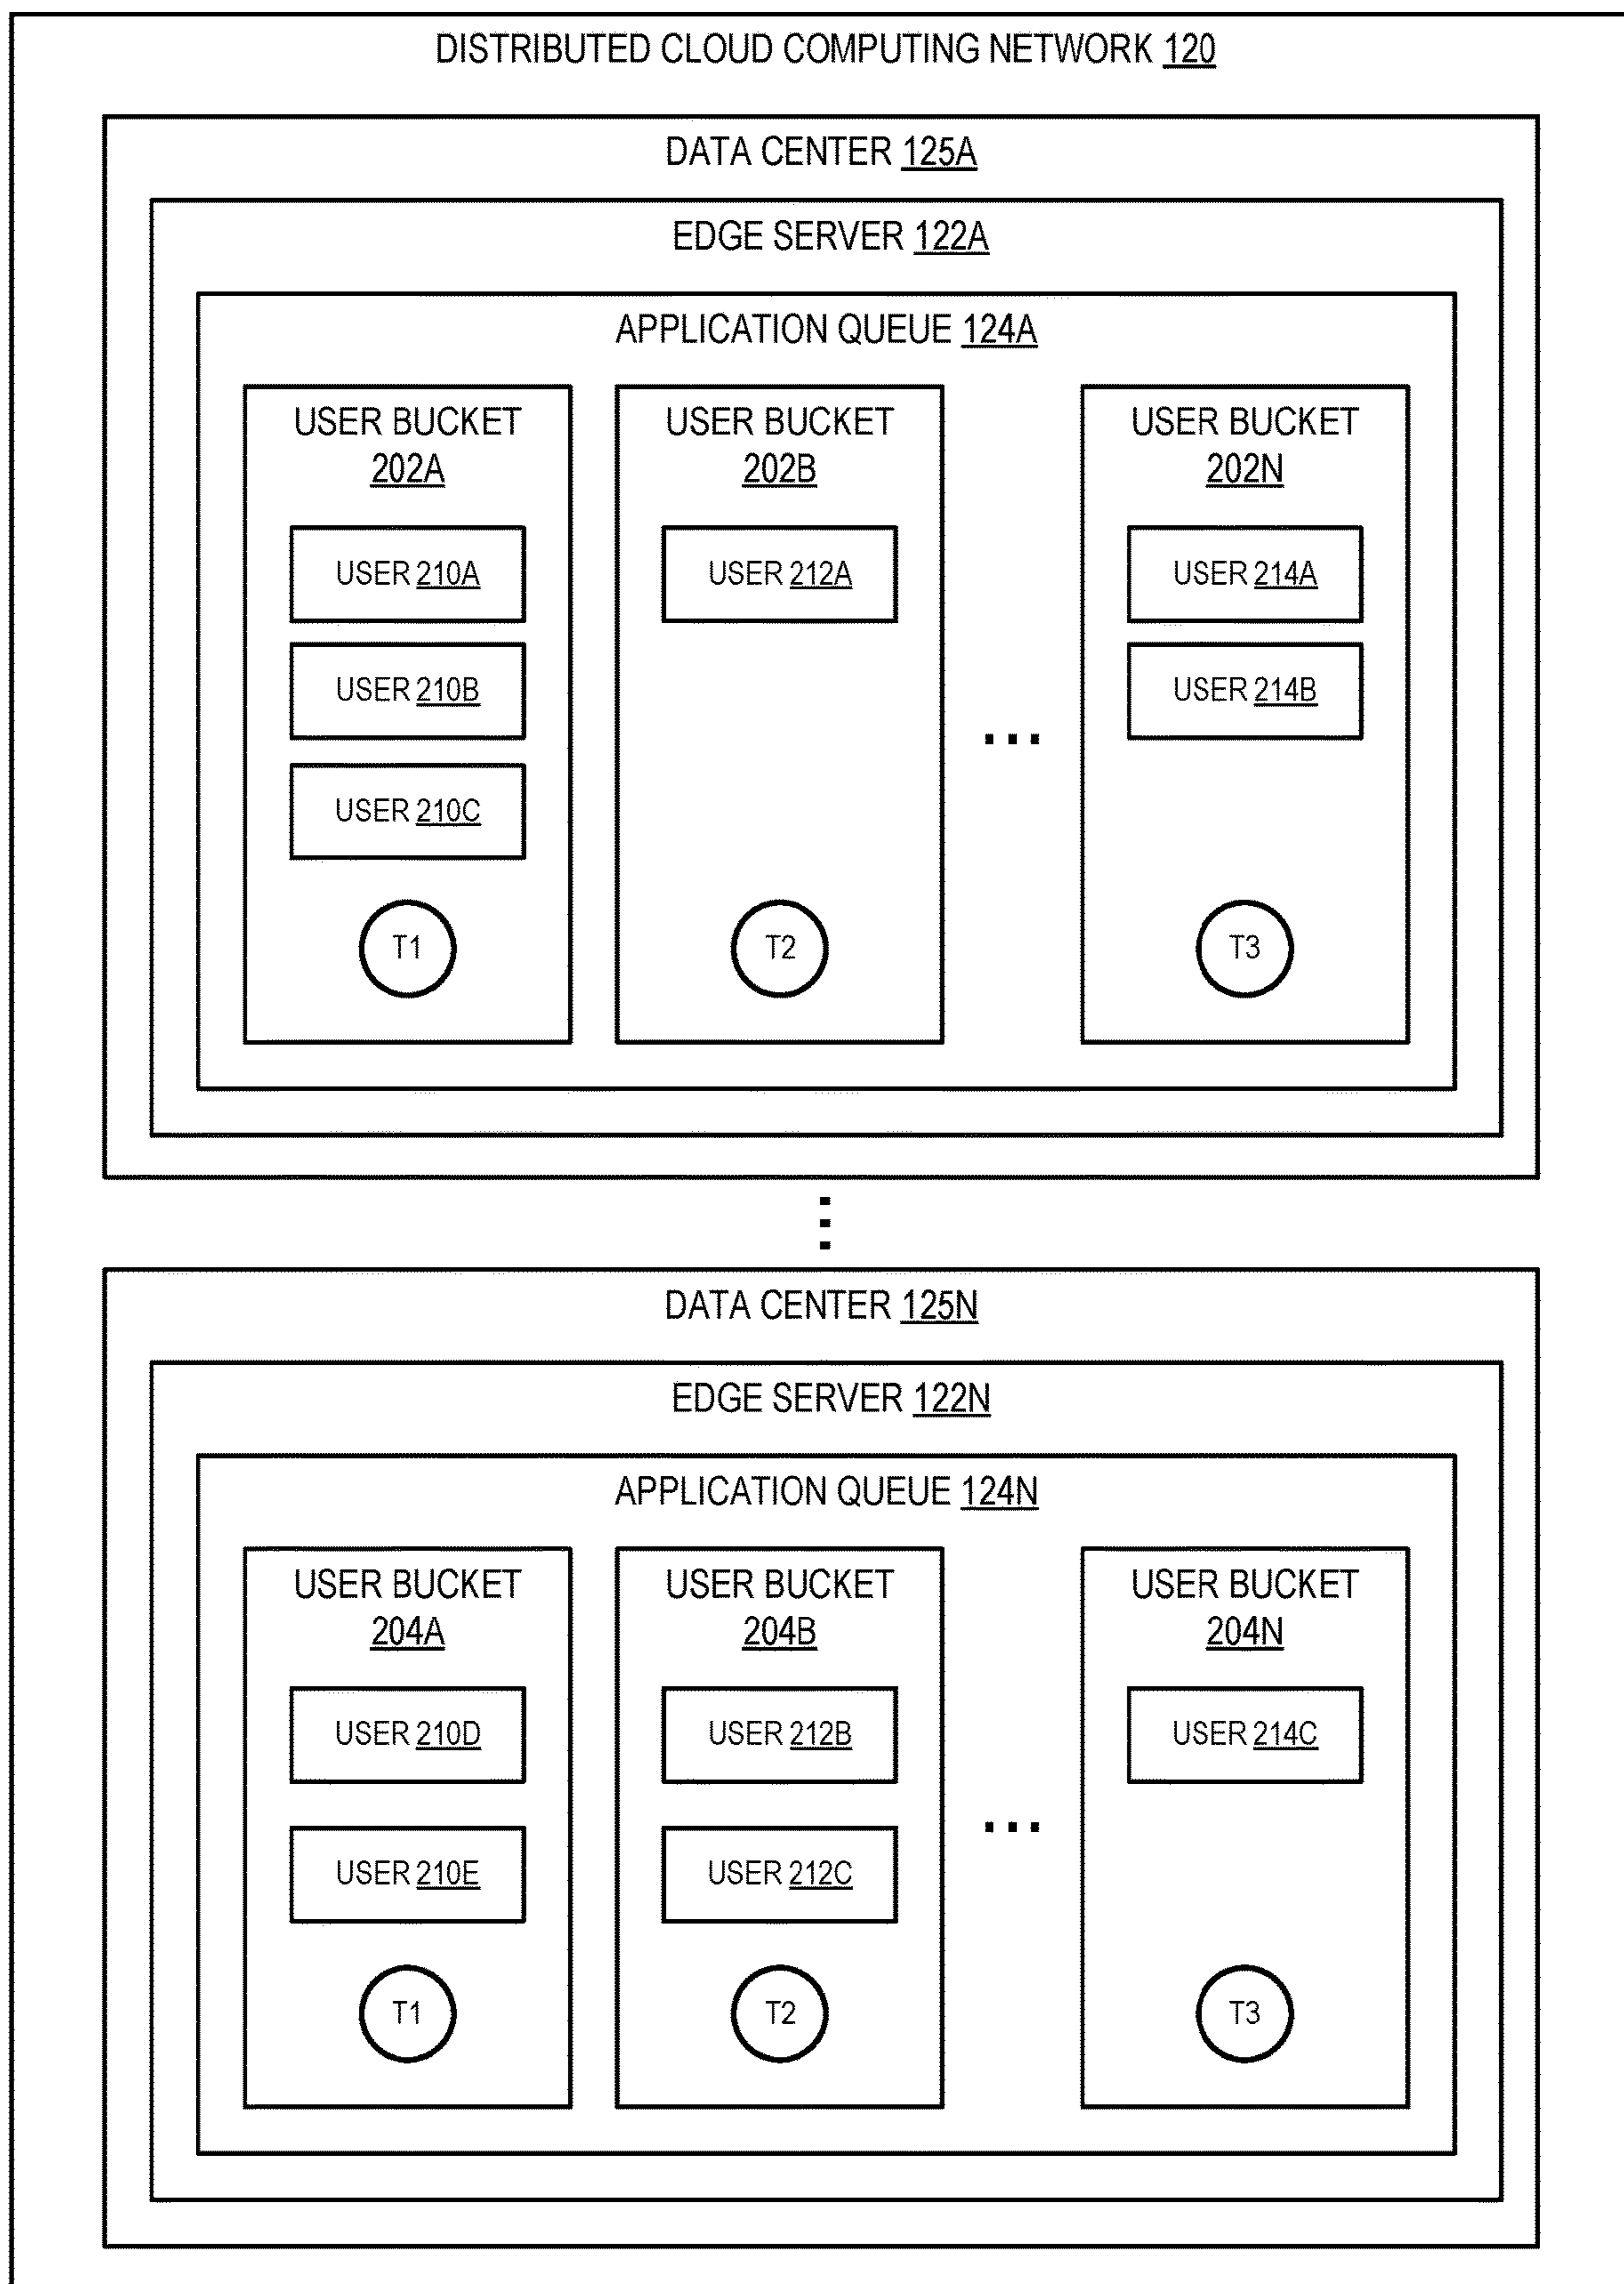 DISTRIBUTED CLOUD COMPUTING NETWORK 120
DATA CENTER 125A
EDGE SERVER 122A
APPLICATION QUEUE 124A
USER BUCKET
202A
USER 210A
USER 210B
USER 210C
T1
USER BUCKET
202B
USER 212A
T2
...
USER BUCKET
202N
USER 214A
USER 214B
T3
...
DATA CENTER 125N
EDGE SERVER 122N
APPLICATION QUEUE 124N
USER BUCKET
204A
USER 210D
USER 210E
T1
USER BUCKET
204B
USER 212B
USER 212C
T2
...
USER BUCKET
204N
USER 214C
T3